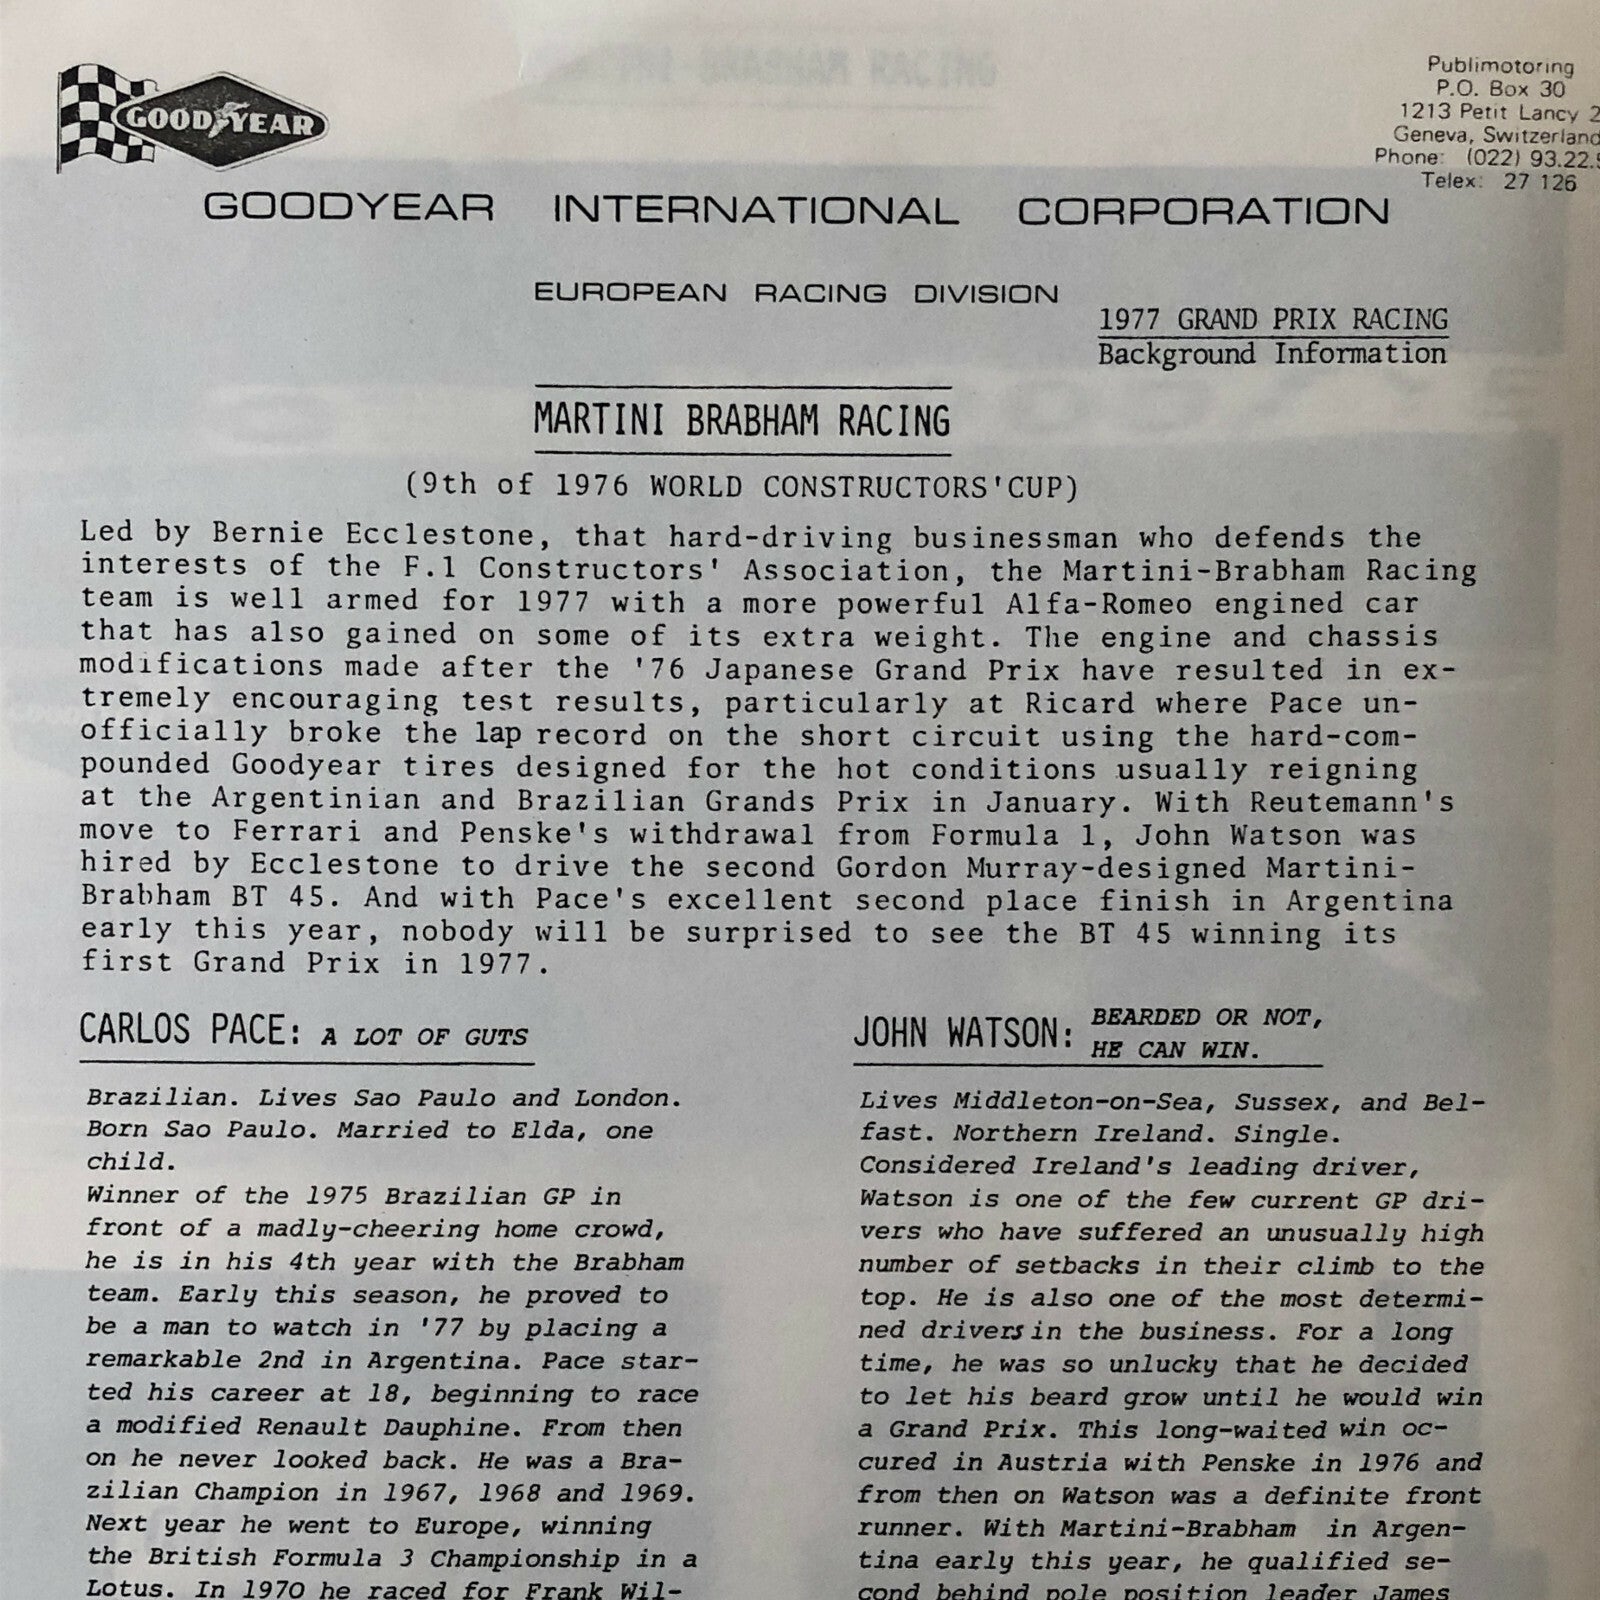 GOODYEAR
Publimotoring
P.O. Box 30
1213 Petit Lancy 2
Geneva, Switzerland
Phone: (022) 93.22.
Telex: 27 126
GOODYEAR INTERNATIONAL CORPORATION
EUROPEAN RACING DIVISION
1977 GRAND PRIX RACING
Background Information
MARTINI BRABHAM RACING
(9th of 1976 WORLD CONSTRUCTORS'CUP)
Led by Bernie Ecclestone, that hard-driving businessman who defends the
interests of the F.1 Constructors' Association, the Martini-Brabham Racing
team is well armed for 1977 with a more powerful Alfa-Romeo engined car
that has also gained on some of its extra weight. The engine and chassis
modifications made after the '76 Japanese Grand Prix have resulted in ex-
tremely encouraging test results, particularly at Ricard where Pace un-
officially broke the lap record on the short circuit using the hard-com-
pounded Goodyear tires designed for the hot conditions usually reigning
at the Argentinian and Brazilian Grands Prix in January. With Reutemann's
move to Ferrari and Penske's withdrawal from Formula 1, John Watson was
hired by Ecclestone to drive the second Gordon Murray-designed Martini-
Brabham BT 45. And with Pace's excellent second place finish in Argentina
early this year, nobody will be surprised to see the BT 45 winning its
first Grand Prix in 1977.
CARLOS PACE: A LOT OF GUTS
Brazilian. Lives Sao Paulo and London.
Born Sao Paulo. Married to Elda, one
child.
Winner of the 1975 Brazilian GP in
front of a madly-cheering home crowd,
he is in his 4th year with the Brabham
team. Early this season, he proved to
be a man to watch in '77 by placing a
remarkable 2nd in Argentina. Pace star-
ted his career at 18, beginning to race
a modified Renault Dauphine. From then
on he never looked back. He was a Bra-
zilian Champion in 1967, 1968 and 1969.
Next year he went to Europe, winning
the British Formula 3 Championship in a
Lotus. In 1970 he raced for Frank Wil-
JOHN WATSON: BEARDED OR NOT,
HE CAN WIN.
Lives Middleton-on-Sea, Sussex, and Bel-
fast. Northern Ireland. Single.
Considered Ireland's leading driver,
Watson is one of the few current GP dri-
vers who have suffered an unusually high
number of setbacks in their climb to the
top. He is also one of the most determi-
ned drivers in the business. For a long
time, he was so unlucky that he decided
to let his beard grow until he would win
a Grand Prix. This long-waited win oc-
cured in Austria with Penske in 1976 and
from then on Watson was a definite front
runner. With Martini-Brabham in Argen-
tina early this year, he qualified se-
cond behind pole position leader James